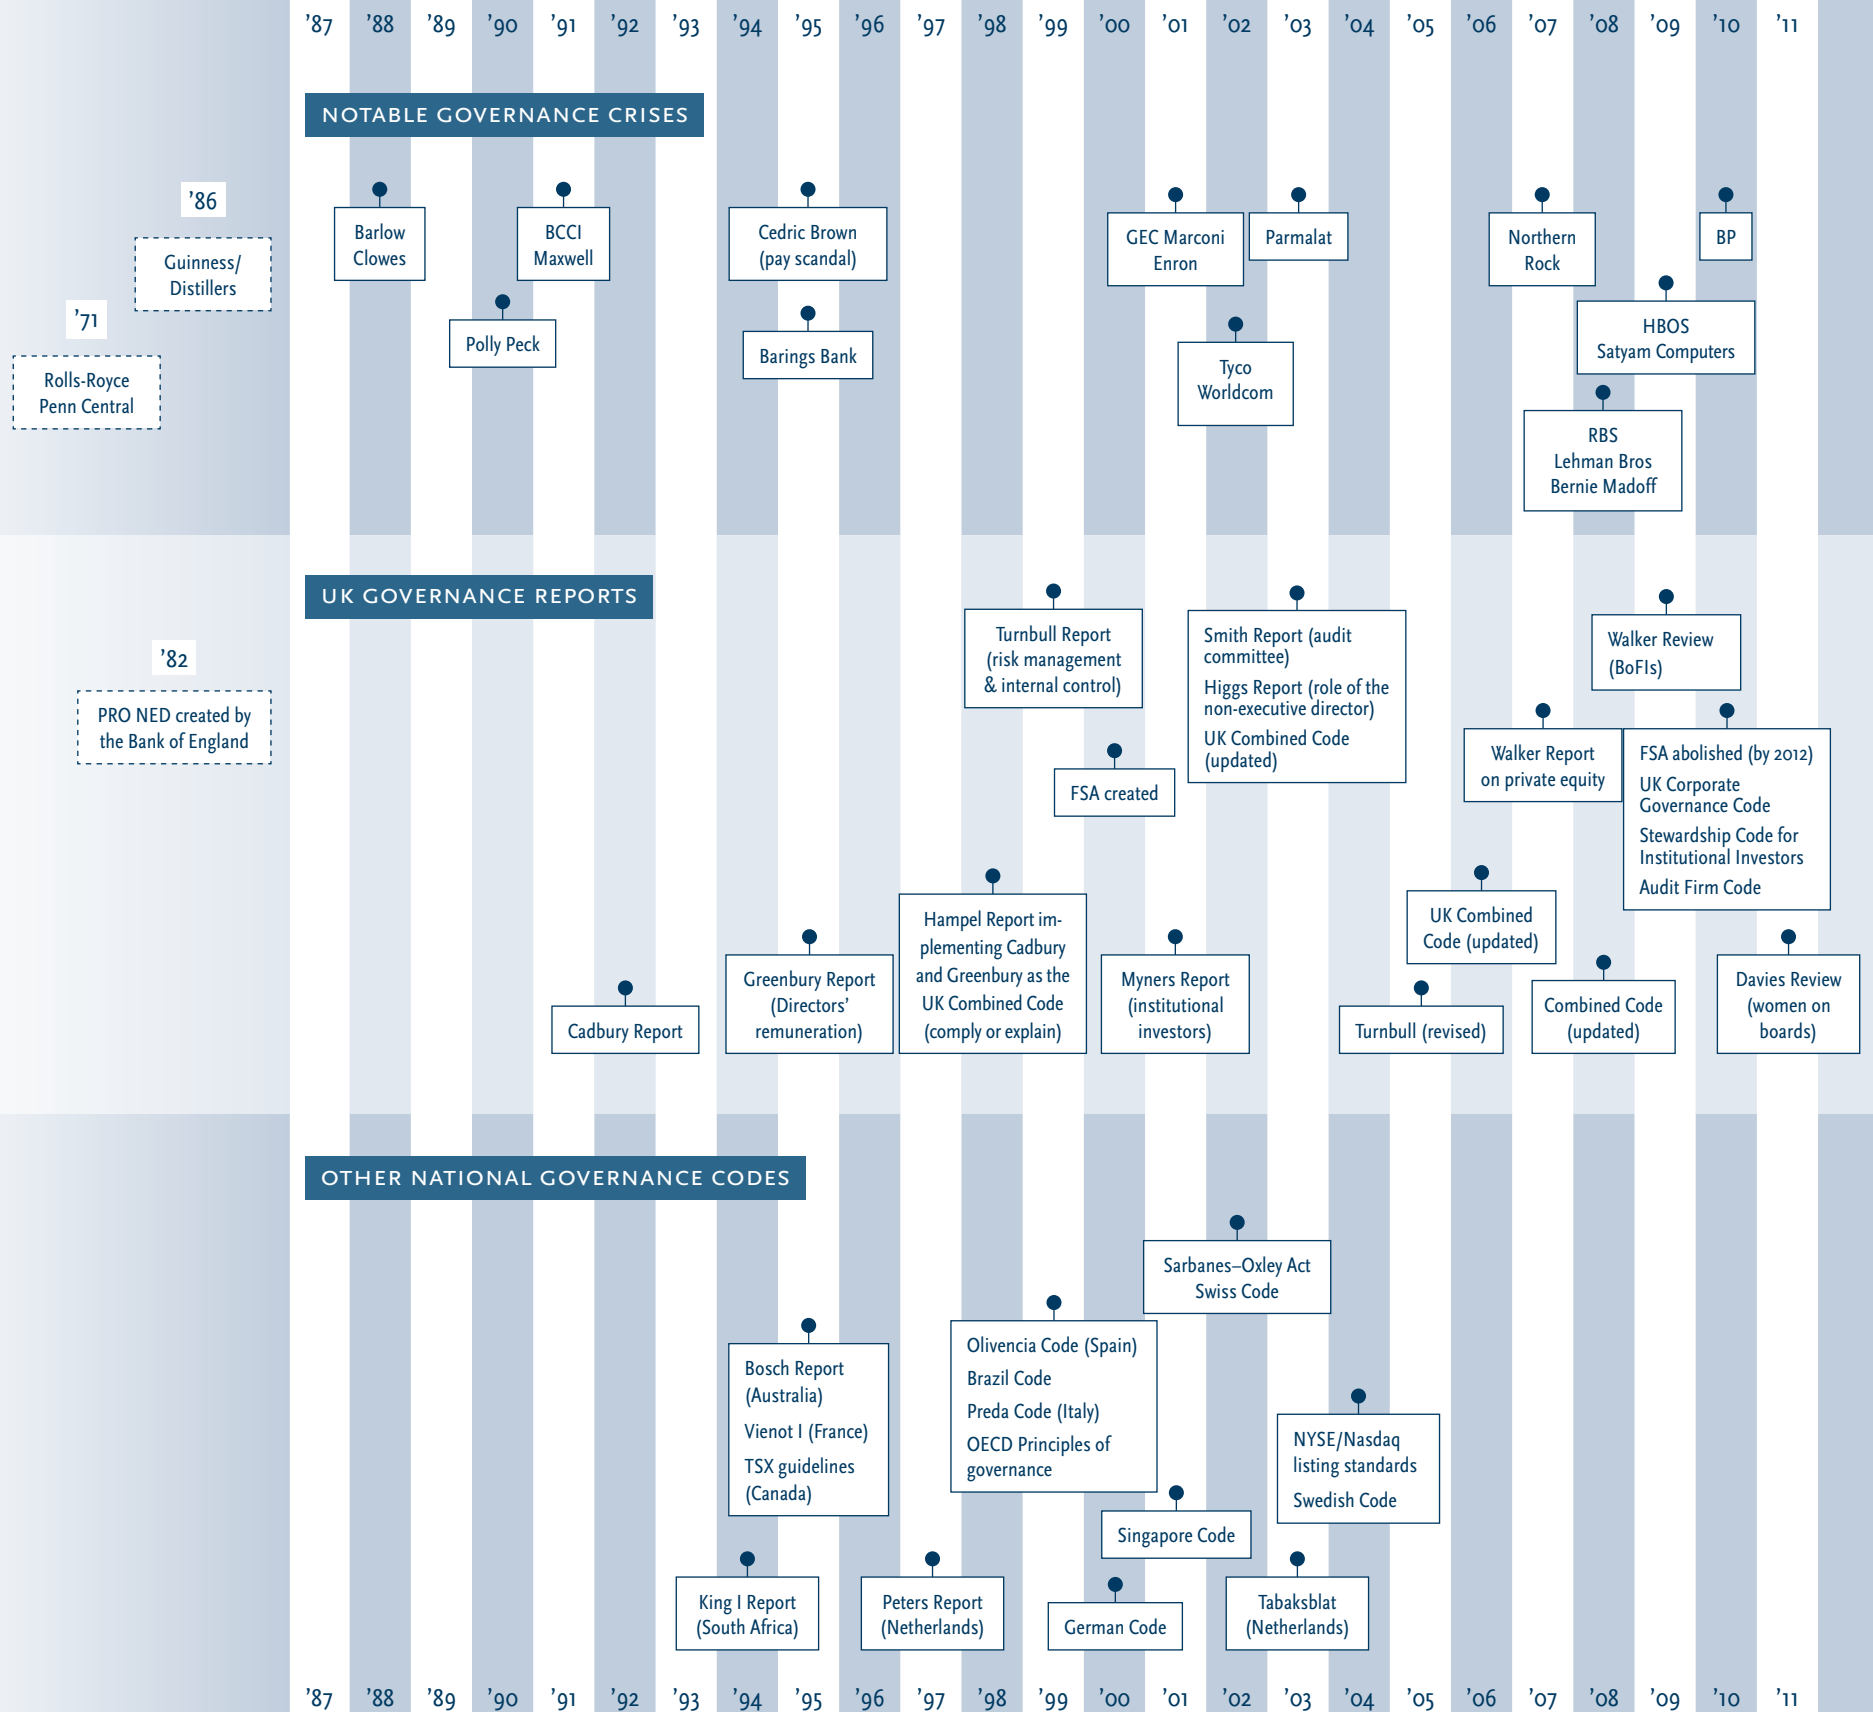 ’87 ’88 ’89 ’90 ’91 ’92 ’93 ’94 ’95 ’96 ’97 ’98 ’99 ’00 ’01 ’02 ’03 ’04 ’05 ’06 ’07 ’08 ’09 ’10 ’11
NOTABLE GOVERNANCE CRISES
’86
Guinness/
Distillers
’71
Rolls-Royce
Penn Central
Barlow
Clowes
Polly Peck
BCCI
Maxwell
Cedric Brown
(pay scandal)
Barings Bank
GEC Marconi
Enron
Tyco
Worldcom
Parmalat
Northern
Rock
RBS
Lehman Bros
Bernie Madoff
HBOS
Satyam Computers
BP
UK GOVERNANCE REPORTS
’82
PRO NED created by
the Bank of England
Cadbury Report
Greenbury Report
(Directors’
remuneration)
Hampel Report im-
plementing Cadbury
and Greenbury as the
UK Combined Code
(comply or explain)
Turnbull Report
(risk management
& internal control)
FSA created
Myners Report
(institutional
investors)
Smith Report (audit
committee)
Higgs Report (role of the
non-executive director)
UK Combined Code
(updated)
Turnbull (revised)
UK Combined
Code (updated)
Walker Report
on private equity
Combined Code
(updated)
Walker Review
(BoFIs)
FSA abolished (by 2012)
UK Corporate
Governance Code
Stewardship Code for
Institutional Investors
Audit Firm Code
Davies Review
(women on
boards)
OTHER NATIONAL GOVERNANCE CODES
King I Report
(South Africa)
Bosch Report
(Australia)
Vienot I (France)
TSX guidelines
(Canada)
Peters Report
(Netherlands)
Olivencia Code (Spain)
Brazil Code
Preda Code (Italy)
OECD Principles of
governance
German Code
Singapore Code
Sarbanes–Oxley Act
Swiss Code
Tabaksblat
(Netherlands)
NYSE/Nasdaq
listing standards
Swedish Code
’87 ’88 ’89 ’90 ’91 ’92 ’93 ’94 ’95 ’96 ’97 ’98 ’99 ’00 ’01 ’02 ’03 ’04 ’05 ’06 ’07 ’08 ’09 ’10 ’11